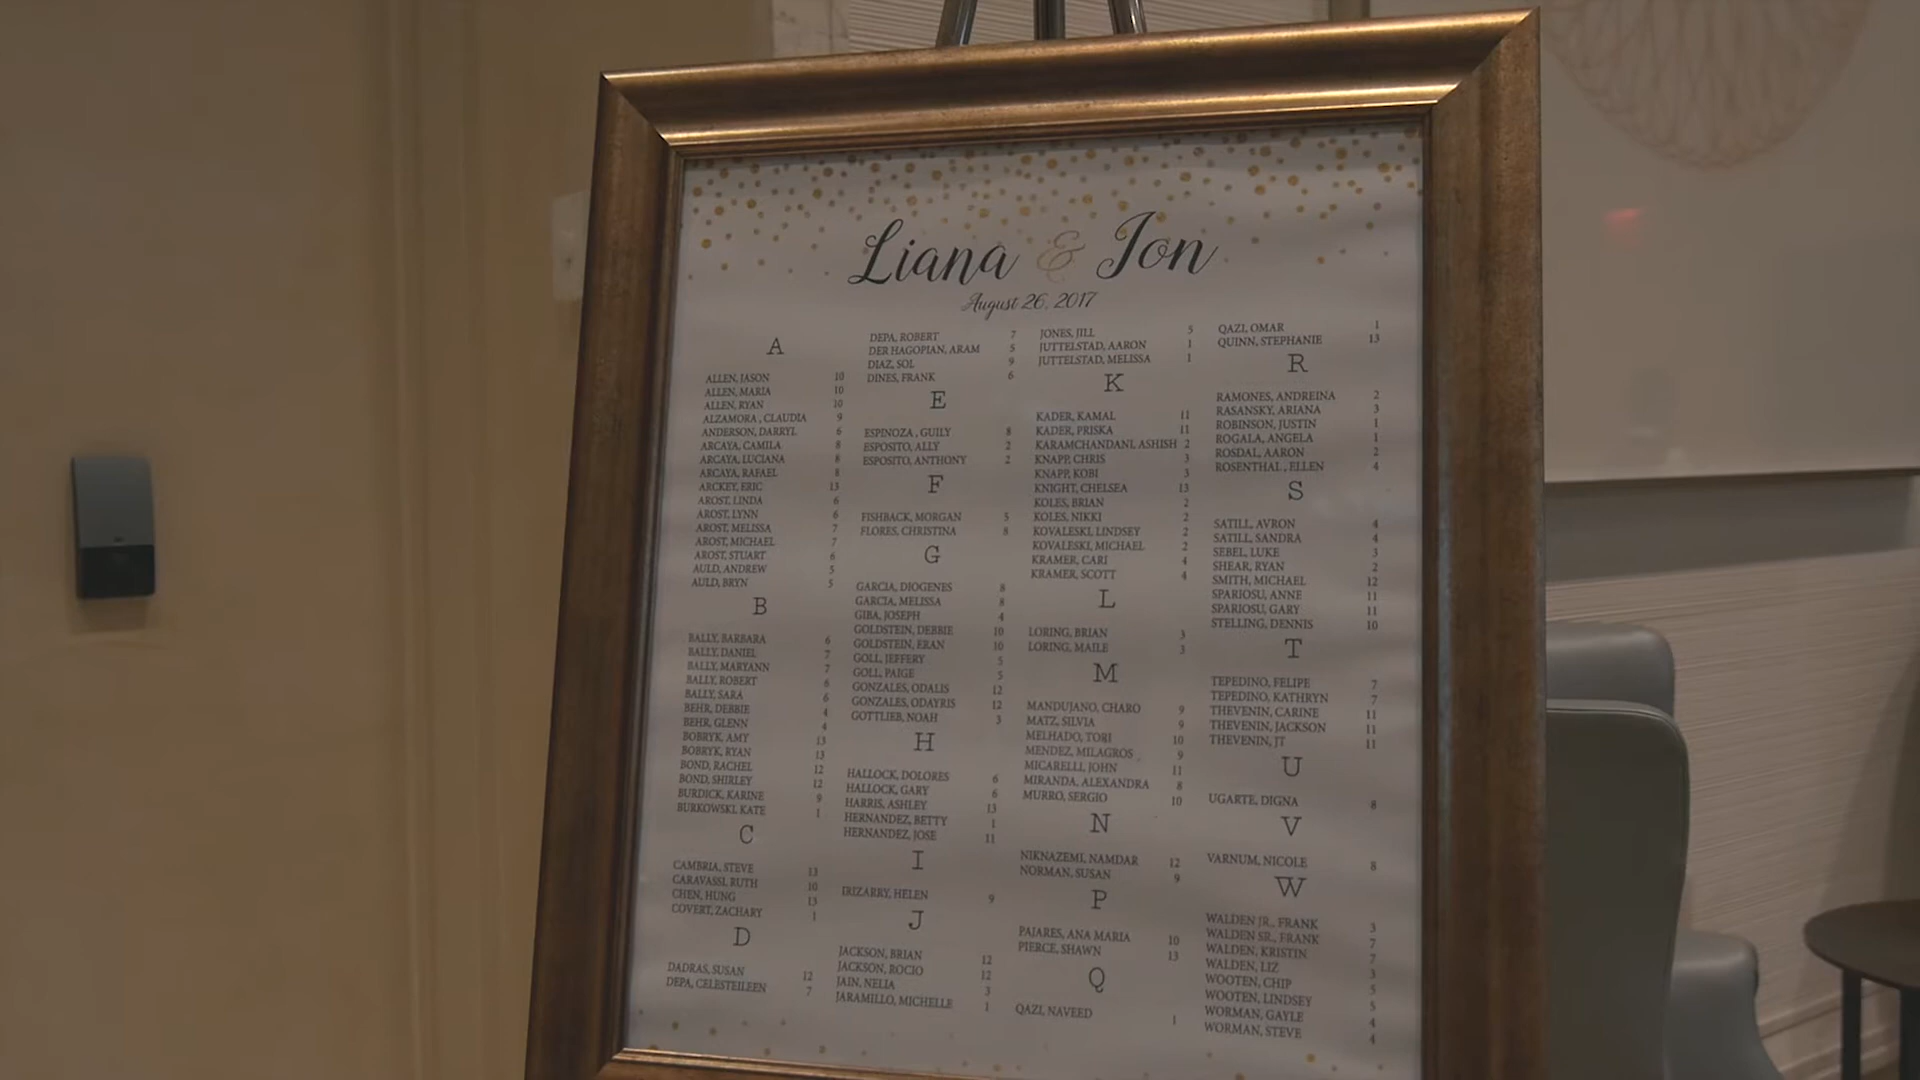 Liana & Jon
August 26, 2017
A
ALLEN, JASON 10
ALLEN, MARIA 10
ALLEN, RYAN 10
ALZAMORA , CLAUDIA 9
ANDERSON, DARRYL 6
ARCAYA, CAMILA 8
ARCAYA, LUCIANA 8
ARCAYA, RAFAEL 8
ARCKEY, ERIC 13
AROST, LINDA 6
AROST, LYNN 6
AROST, MELISSA 7
AROST, MICHAEL 7
AROST, STUART 6
AULD, ANDREW 5
AULD, BRYN 5
B
BALLY, BARBARA 6
BALLY, DANIEL 7
BALLY, MARYANN 7
BALLY, ROBERT 6
BALLY, SARA 6
BEHR, DEBBIE 4
BEHR, GLENN 4
BOBRYK, AMY 13
BOBRYK, RYAN 13
BOND, RACHEL 12
BOND, SHIRLEY 12
BURDICK, KARINE 9
BURKOWSKI, KATE 1
C
CAMBRIA, STEVE 13
CARAVASSI, RUTH 10
CHEN, HUNG 13
COVERT, ZACHARY 1
D
DADRAS, SUSAN 12
DEPA, CELESTEILEEN 7
DEPA, ROBERT 7
DER HAGOPIAN, ARAM 5
DIAZ, SOL 9
DINES, FRANK 6
E
ESPINOZA , GUILY 8
ESPOSITO, ALLY 2
ESPOSITO, ANTHONY 2
F
FISHBACK, MORGAN 5
FLORES, CHRISTINA 8
G
GARCIA, DIOGENES 8
GARCIA, MELISSA 8
GIBA, JOSEPH 4
GOLDSTEIN, DEBBIE 10
GOLDSTEIN, ERAN 10
GOLL, JEFFERY 5
GOLL, PAIGE 5
GONZALES, ODALIS 12
GONZALES, ODAYRIS 12
GOTTLIEB, NOAH 3
H
HALLOCK, DOLORES 6
HALLOCK, GARY 6
HARRIS, ASHLEY 13
HERNANDEZ, BETTY 1
HERNANDEZ, JOSE 11
I
IRIZARRY, HELEN 9
J
JACKSON, BRIAN 12
JACKSON, ROCIO 12
JAIN, NELIA 3
JARAMILLO, MICHELLE 1
JONES, JILL 5
JUTTELSTAD, AARON 1
JUTTELSTAD, MELISSA 1
K
KADER, KAMAL 11
KADER, PRISKA 11
KARAMCHANDANI, ASHISH 2
KNAPP, CHRIS 3
KNAPP, KOBI 3
KNIGHT, CHELSEA 13
KOLES, BRIAN 2
KOLES, NIKKI 2
KOVALESKI, LINDSEY 2
KOVALESKI, MICHAEL 2
KRAMER, CARI 4
KRAMER, SCOTT 4
L
LORING, BRIAN 3
LORING, MAILE 3
M
MANDUJANO, CHARO 9
MATZ, SILVIA 9
MELHADO, TORI 10
MENDEZ, MILAGROS 9
MICARELLI, JOHN 11
MIRANDA, ALEXANDRA 8
MURRO, SERGIO 10
N
NIKNAZEMI, NAMDAR 12
NORMAN, SUSAN 9
P
PAJARES, ANA MARIA 10
PIERCE, SHAWN 13
Q
QAZI, NAVEED 1
QAZI, OMAR 1
QUINN, STEPHANIE 13
R
RAMONES, ANDREINA 2
RASANSKY, ARIANA 3
ROBINSON, JUSTIN 1
ROGALA, ANGELA 1
ROSDAL, AARON 2
ROSENTHAL , ELLEN 4
S
SATILL, AVRON 4
SATILL, SANDRA 4
SEBEL, LUKE 3
SHEAR, RYAN 2
SMITH, MICHAEL 12
SPARIOSU, ANNE 11
SPARIOSU, GARY 11
STELLING, DENNIS 10
T
TEPEDINO, FELIPE 7
TEPEDINO, KATHRYN 7
THEVENIN, CARINE 11
THEVENIN, JACKSON 11
THEVENIN, JT 11
U
UGARTE, DIGNA 8
V
VARNUM, NICOLE 8
W
WALDEN JR., FRANK 3
WALDEN SR., FRANK 7
WALDEN, KRISTIN 7
WALDEN, LIZ 3
WOOTEN, CHIP 5
WOOTEN, LINDSEY 5
WORMAN, GAYLE 4
WORMAN, STEVE 4